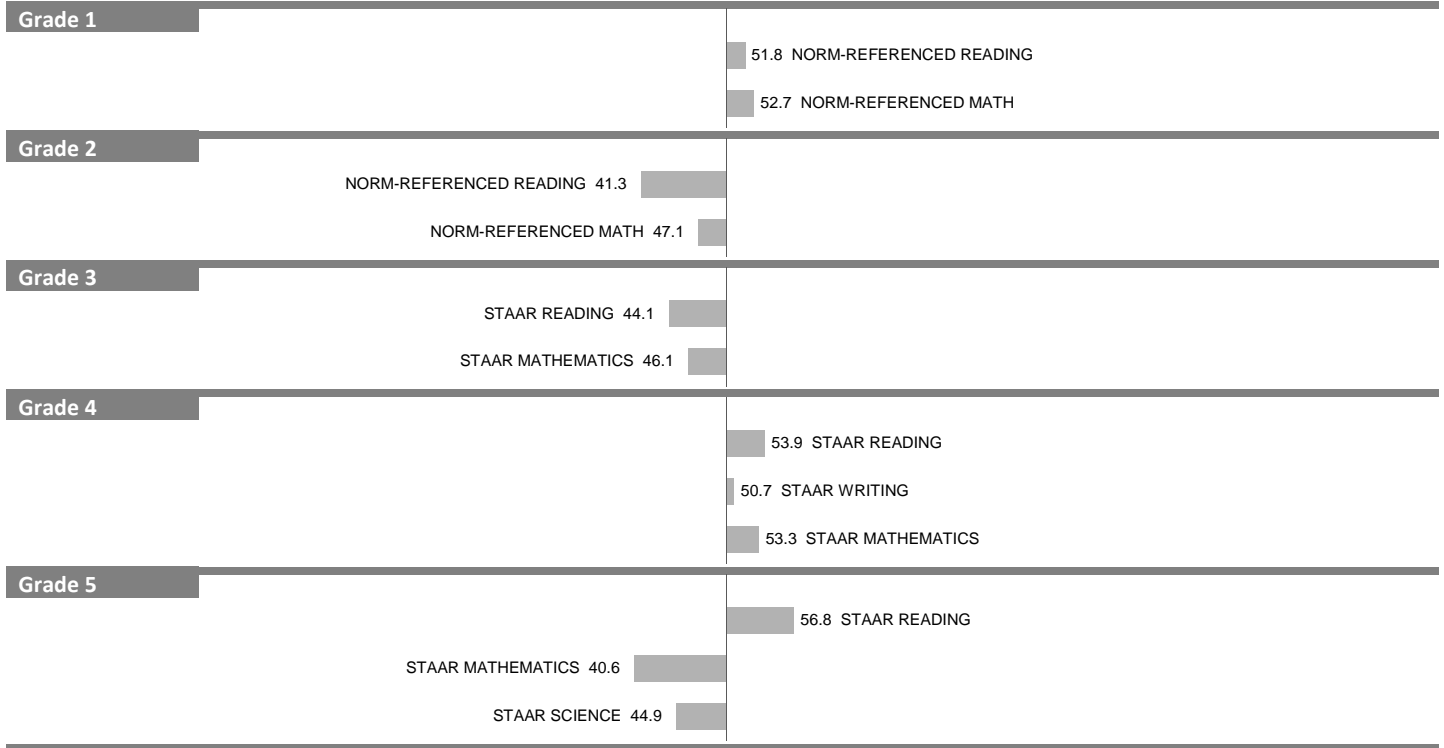 Grade 1
51.8 NORM-REFERENCED READING
52.7 NORM-REFERENCED MATH
Grade 2
NORM-REFERENCED READING 41.3
NORM-REFERENCED MATH 47.1
Grade 3
STAAR READING 44.1
STAAR MATHEMATICS 46.1
Grade 4
53.9 STAAR READING
50.7 STAAR WRITING
53.3 STAAR MATHEMATICS
Grade 5
56.8 STAAR READING
STAAR MATHEMATICS 40.6
STAAR SCIENCE 44.9